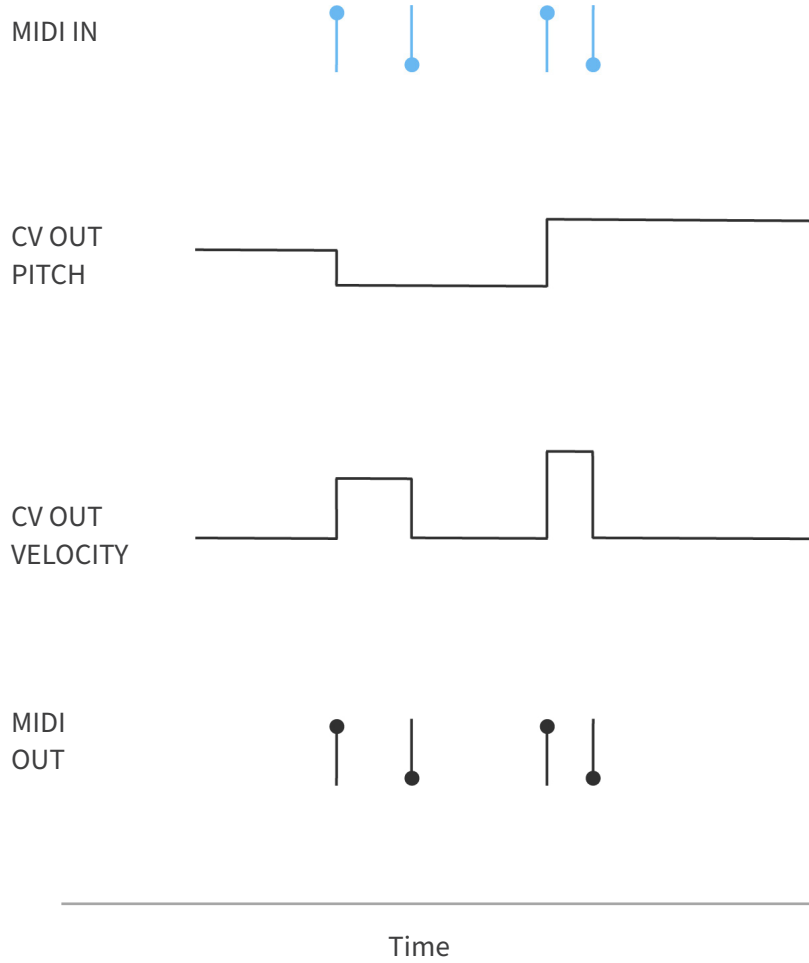 MIDI IN
CV OUT
PITCH
CV OUT
VELOCITY
MIDI
OUT
Time